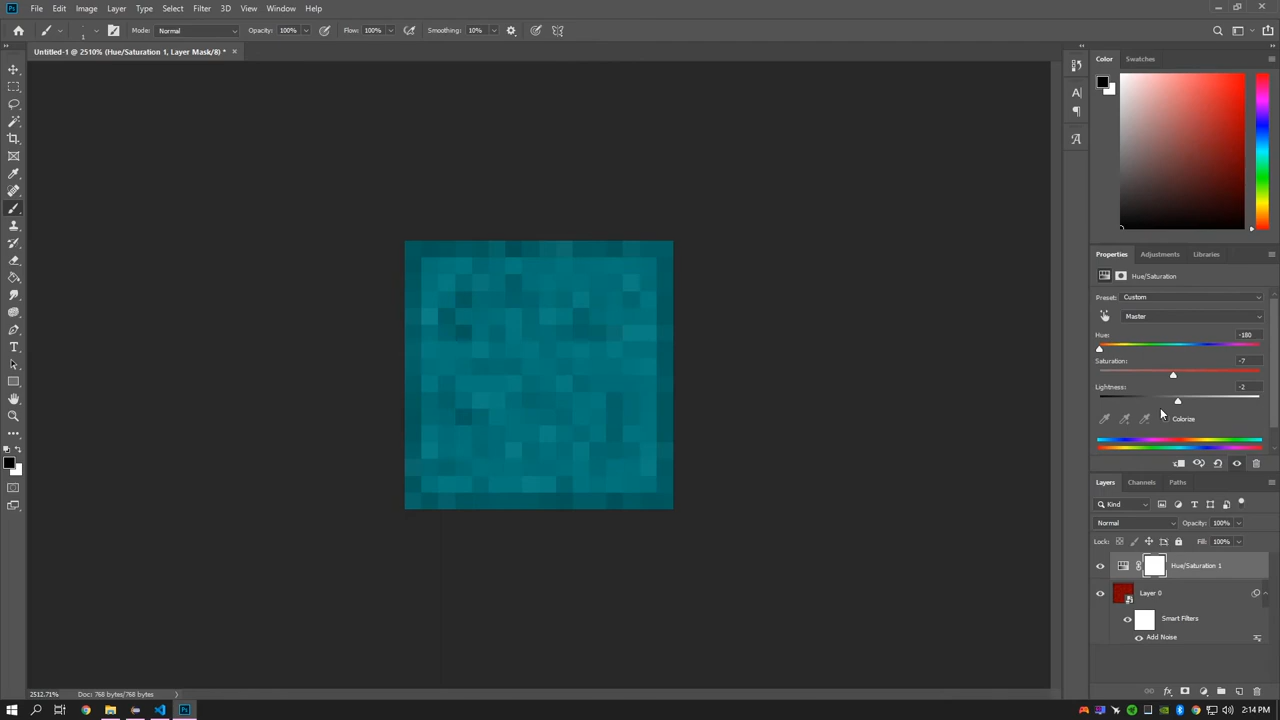 Ps File Edit Image Layer Type Select Filter 3D View Window Help
1 Mode: Normal Opacity: 100% Flow: 100% Smoothing: 10%
Untitled-1 @ 2510% (Hue/Saturation 1, Layer Mask/8) * ×
Color Swatches
Properties Adjustments Libraries
Hue/Saturation
Preset: Custom
Master
Hue: -180
Saturation: -7
Lightness: -2
Colorize
Layers Channels Paths
Kind
Normal Opacity: 100%
Lock: Fill: 100%
Hue/Saturation 1
Layer 0
Smart Filters
Add Noise
2512.71% Doc: 768 bytes/768 bytes
Ps 2:14 PM